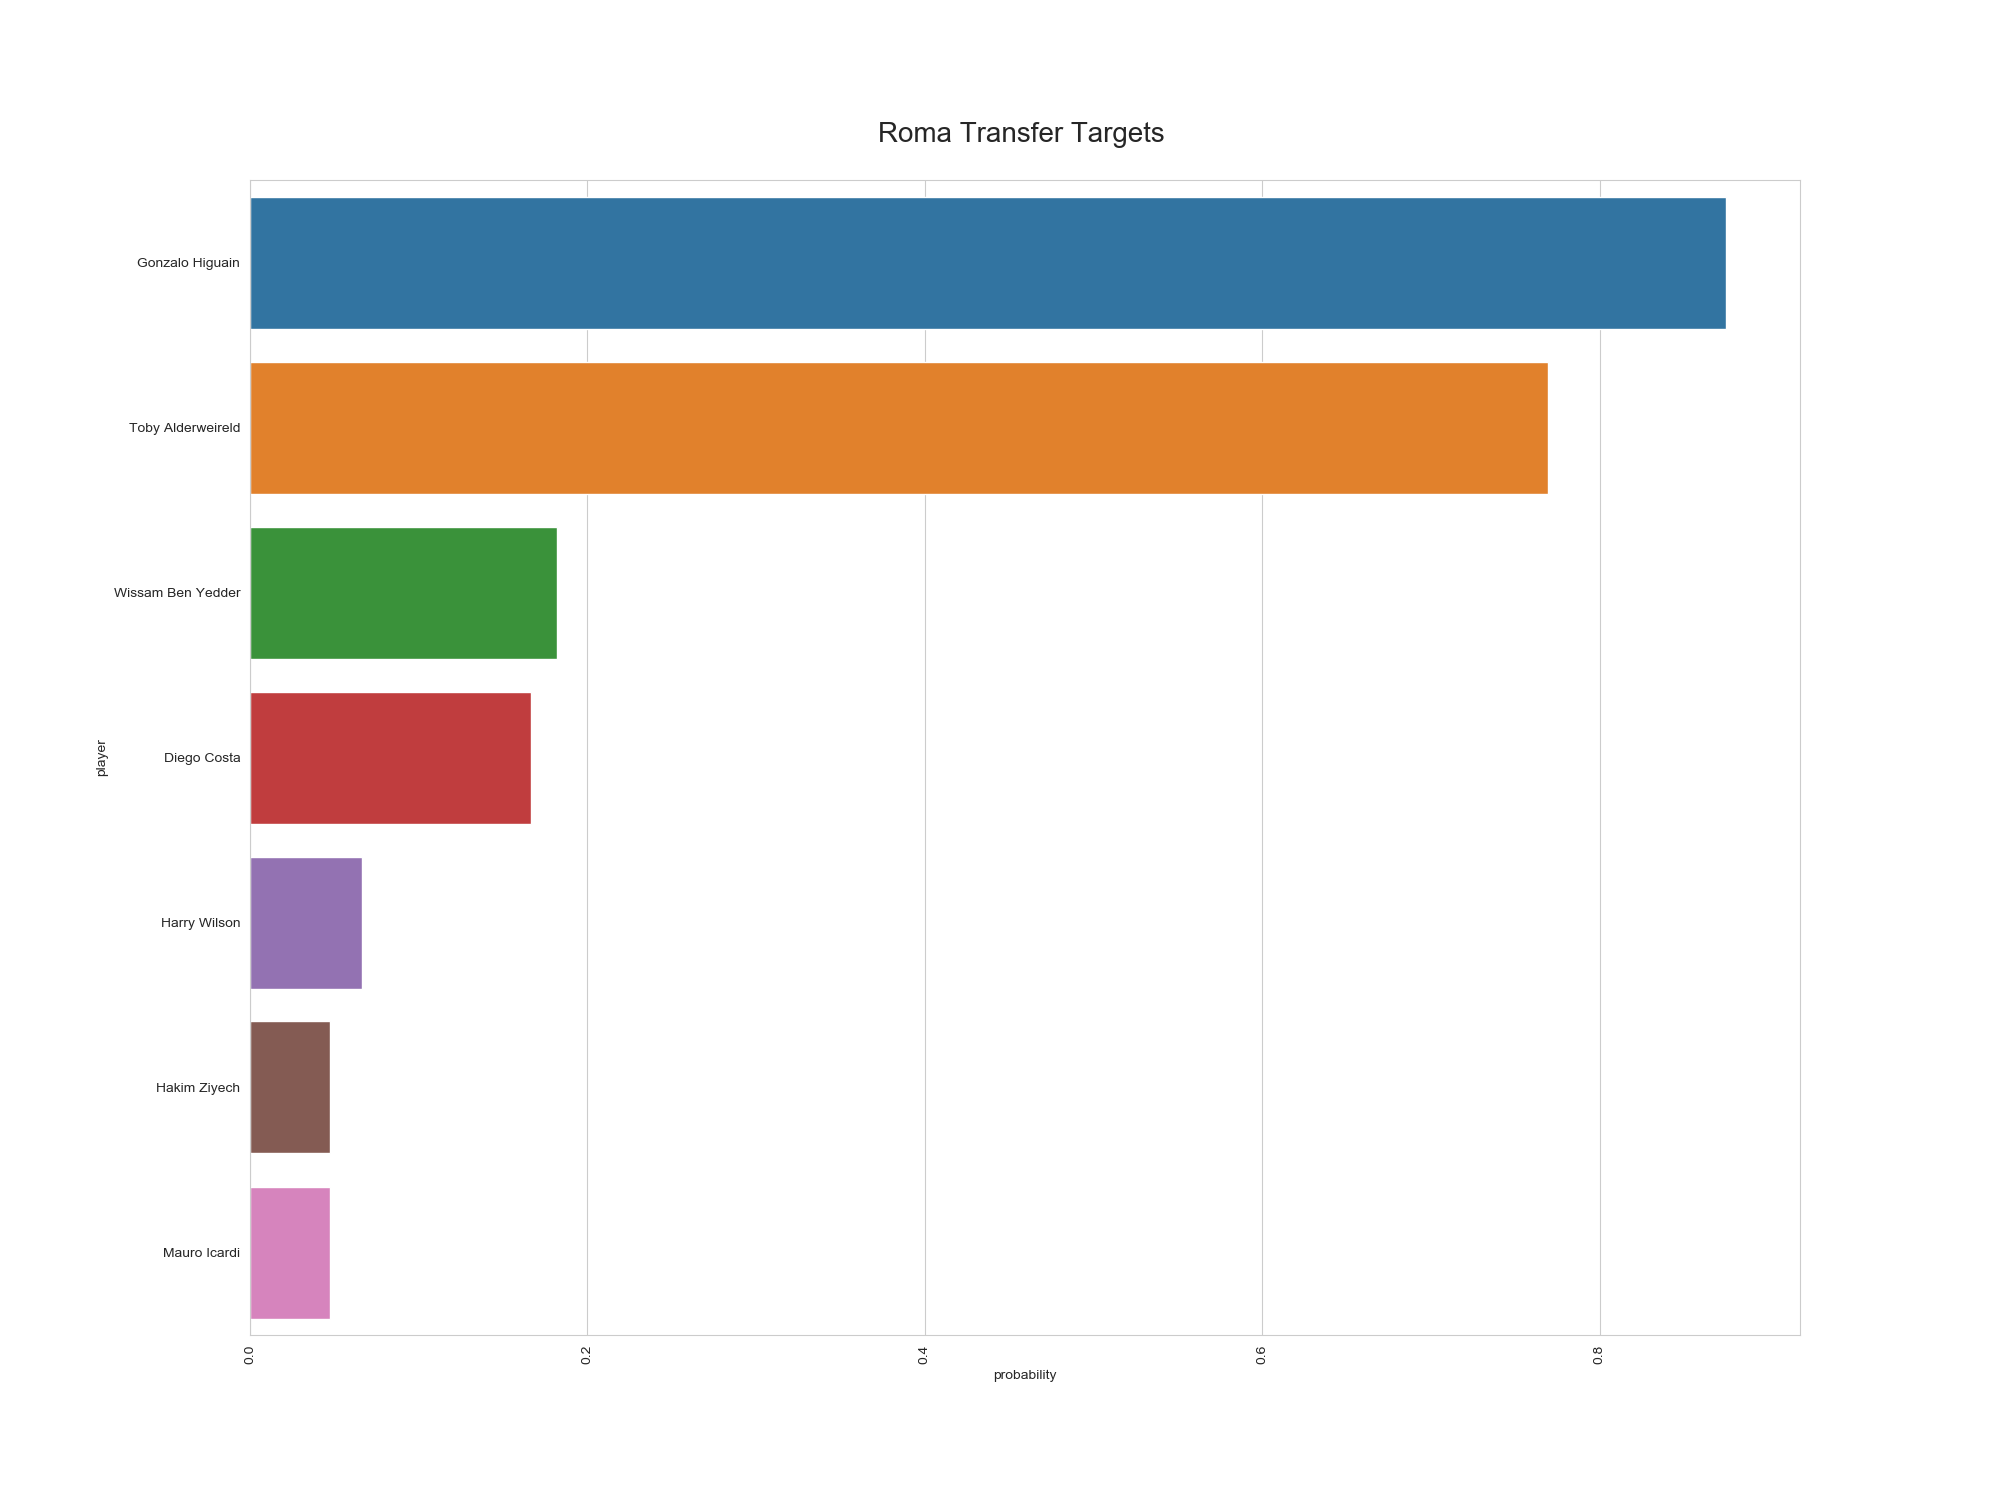 Roma Transfer Targets
Gonzalo Higuain
Toby Alderweireld
Wissam Ben Yedder
Diego Costa
Harry Wilson
Hakim Ziyech
Mauro Icardi
player
0.0
0.2
0.4
0.6
0.8
probability